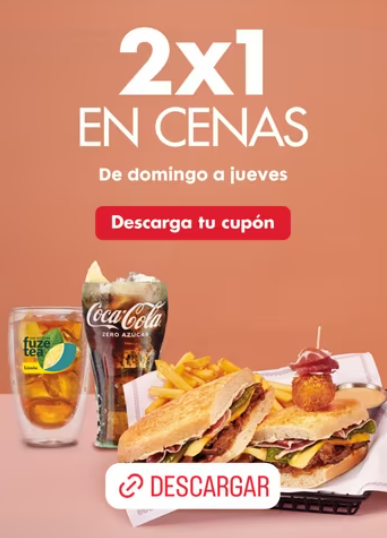 2x1
EN CENAS
De domingo a jueves
Descarga tu cupón
fuze
tea
Coca-Cola
ZERO AZÚCAR
DESCARGAR